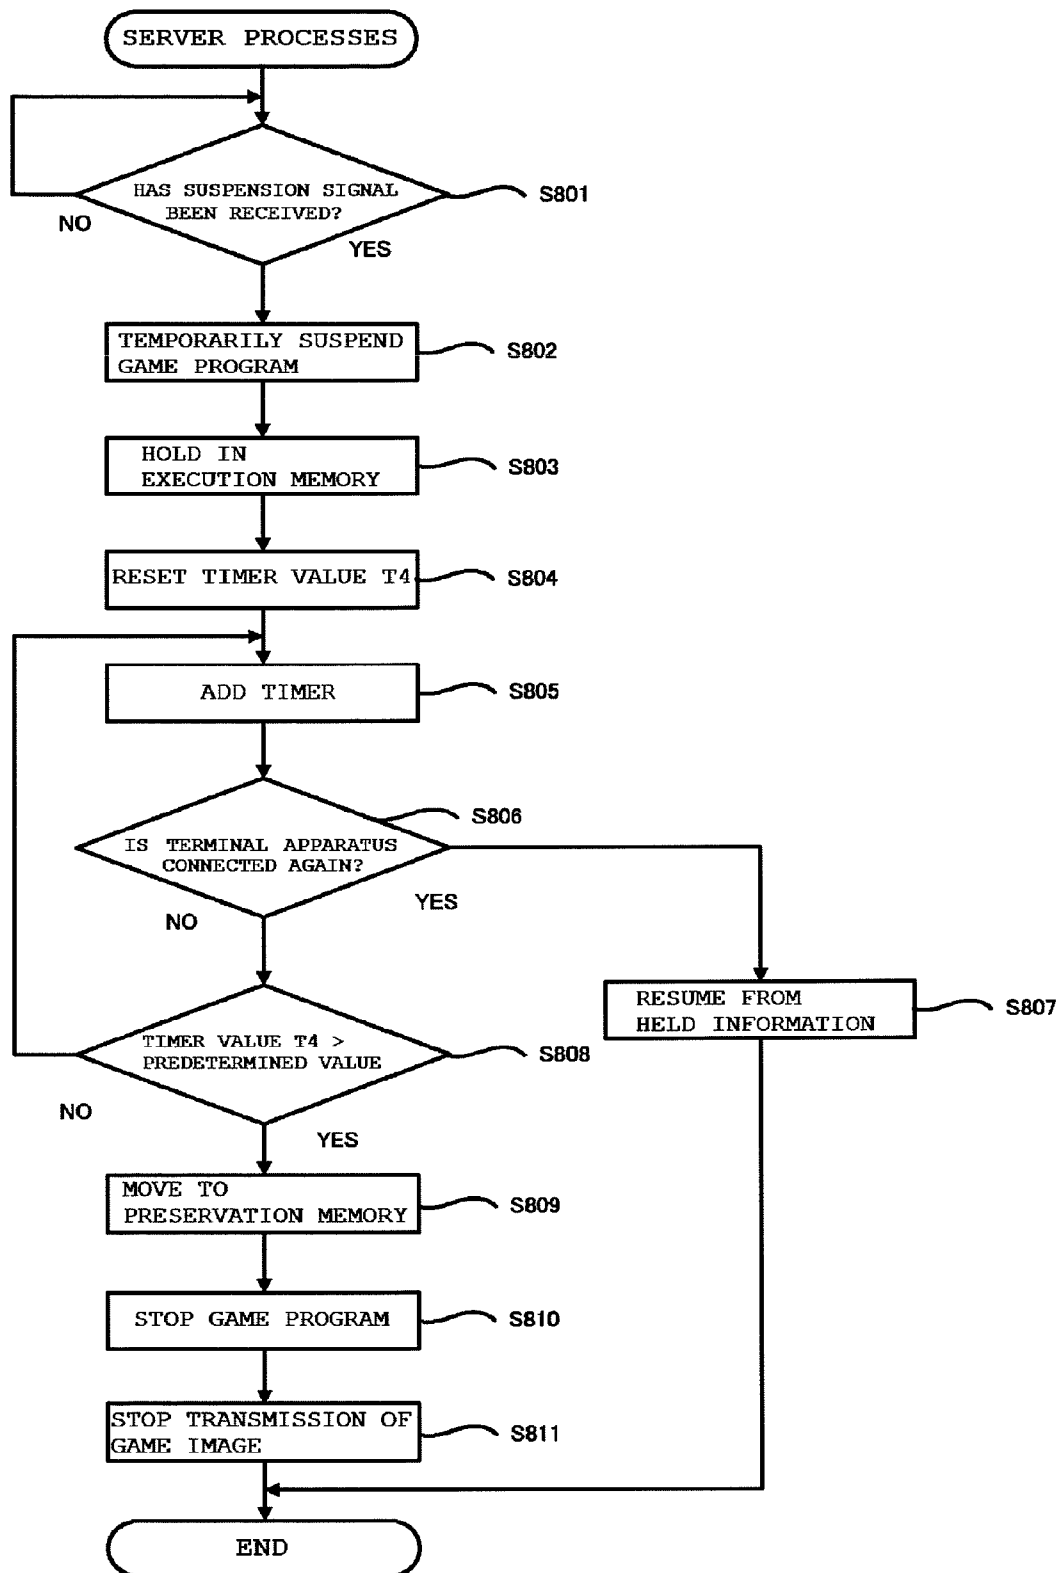 SERVER PROCESSES
HAS SUSPENSION SIGNAL
BEEN RECEIVED?
S801
NO
YES
TEMPORARILY SUSPEND
GAME PROGRAM
S802
HOLD IN
EXECUTION MEMORY
S803
RESET TIMER VALUE T4
S804
ADD TIMER
S805
S806
IS TERMINAL APPARATUS
CONNECTED AGAIN?
YES
NO
RESUME FROM
HELD INFORMATION
S807
TIMER VALUE T4 >
PREDETERMINED VALUE
S808
NO
YES
MOVE TO
PRESERVATION MEMORY
S809
STOP GAME PROGRAM
S810
STOP TRANSMISSION OF
GAME IMAGE
S811
END